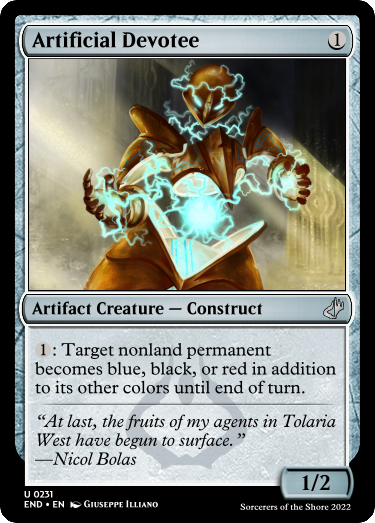 Artificial Devotee 1
Artifact Creature — Construct
1: Target nonland permanent
becomes blue, black, or red in addition
to its other colors until end of turn.
“At last, the fruits of my agents in Tolaria
West have begun to surface.”
—Nicol Bolas
1/2
U 0231
END • EN Giuseppe Illiano
Sorcerers of the Shore 2022